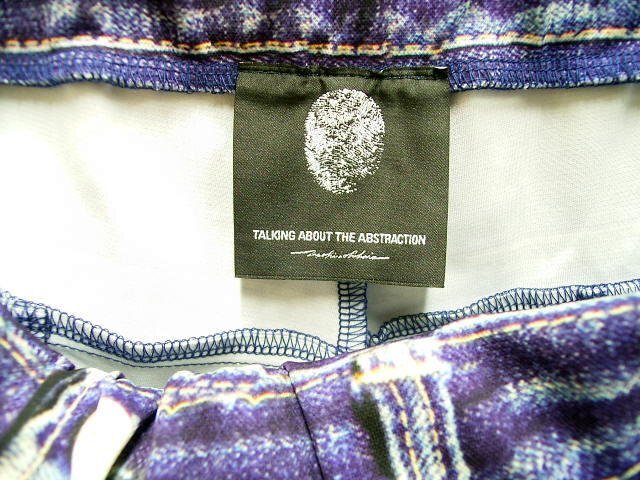 TALKING ABOUT THE ABSTRACTION